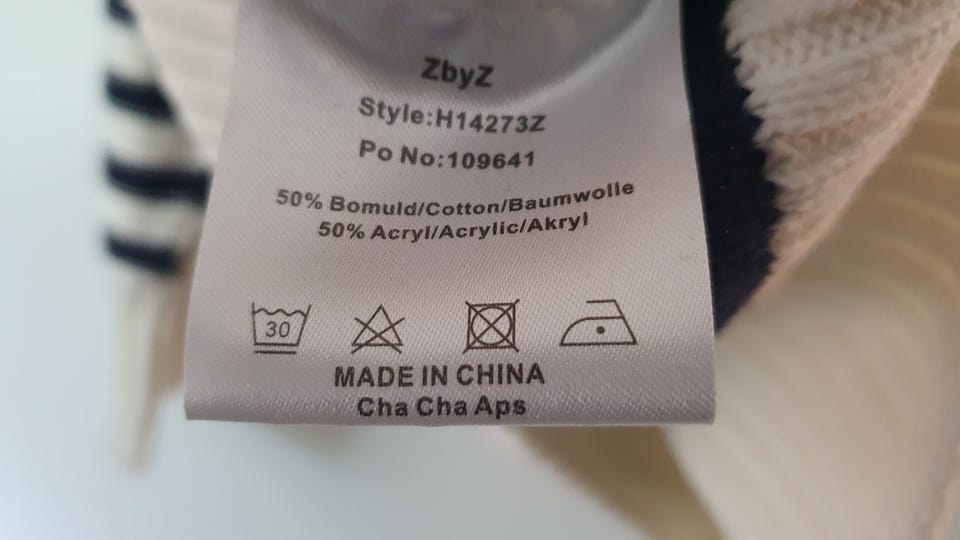 ZbyZ
Style:H14273Z
Po No:109641
50% Bomuld/Cotton/Baumwolle
50% Acryl/Acrylic/Akryl
30
MADE IN CHINA
Cha Cha Aps